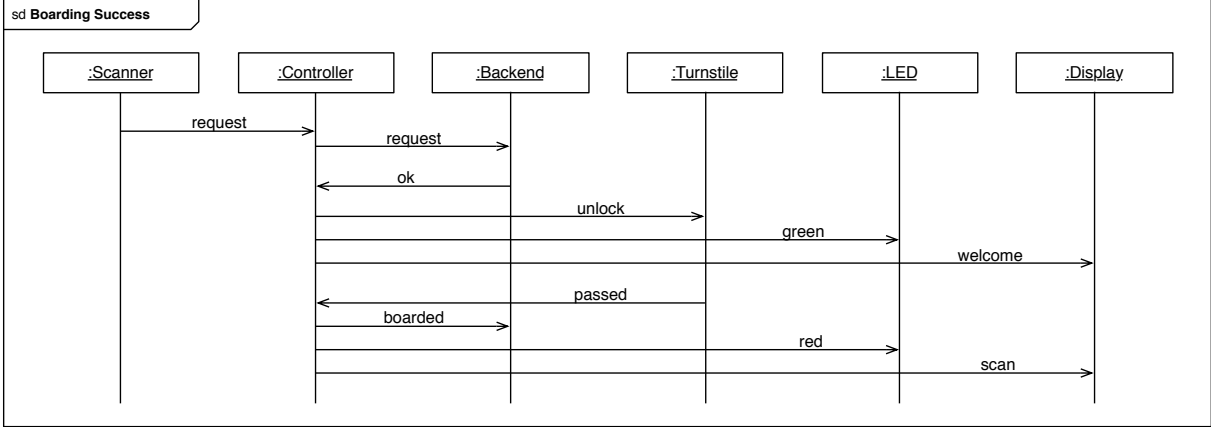 sd Boarding Success
:Scanner
:Controller
:Backend
:Turnstile
:LED
:Display
request
request
ok
unlock
green
welcome
passed
boarded
red
scan